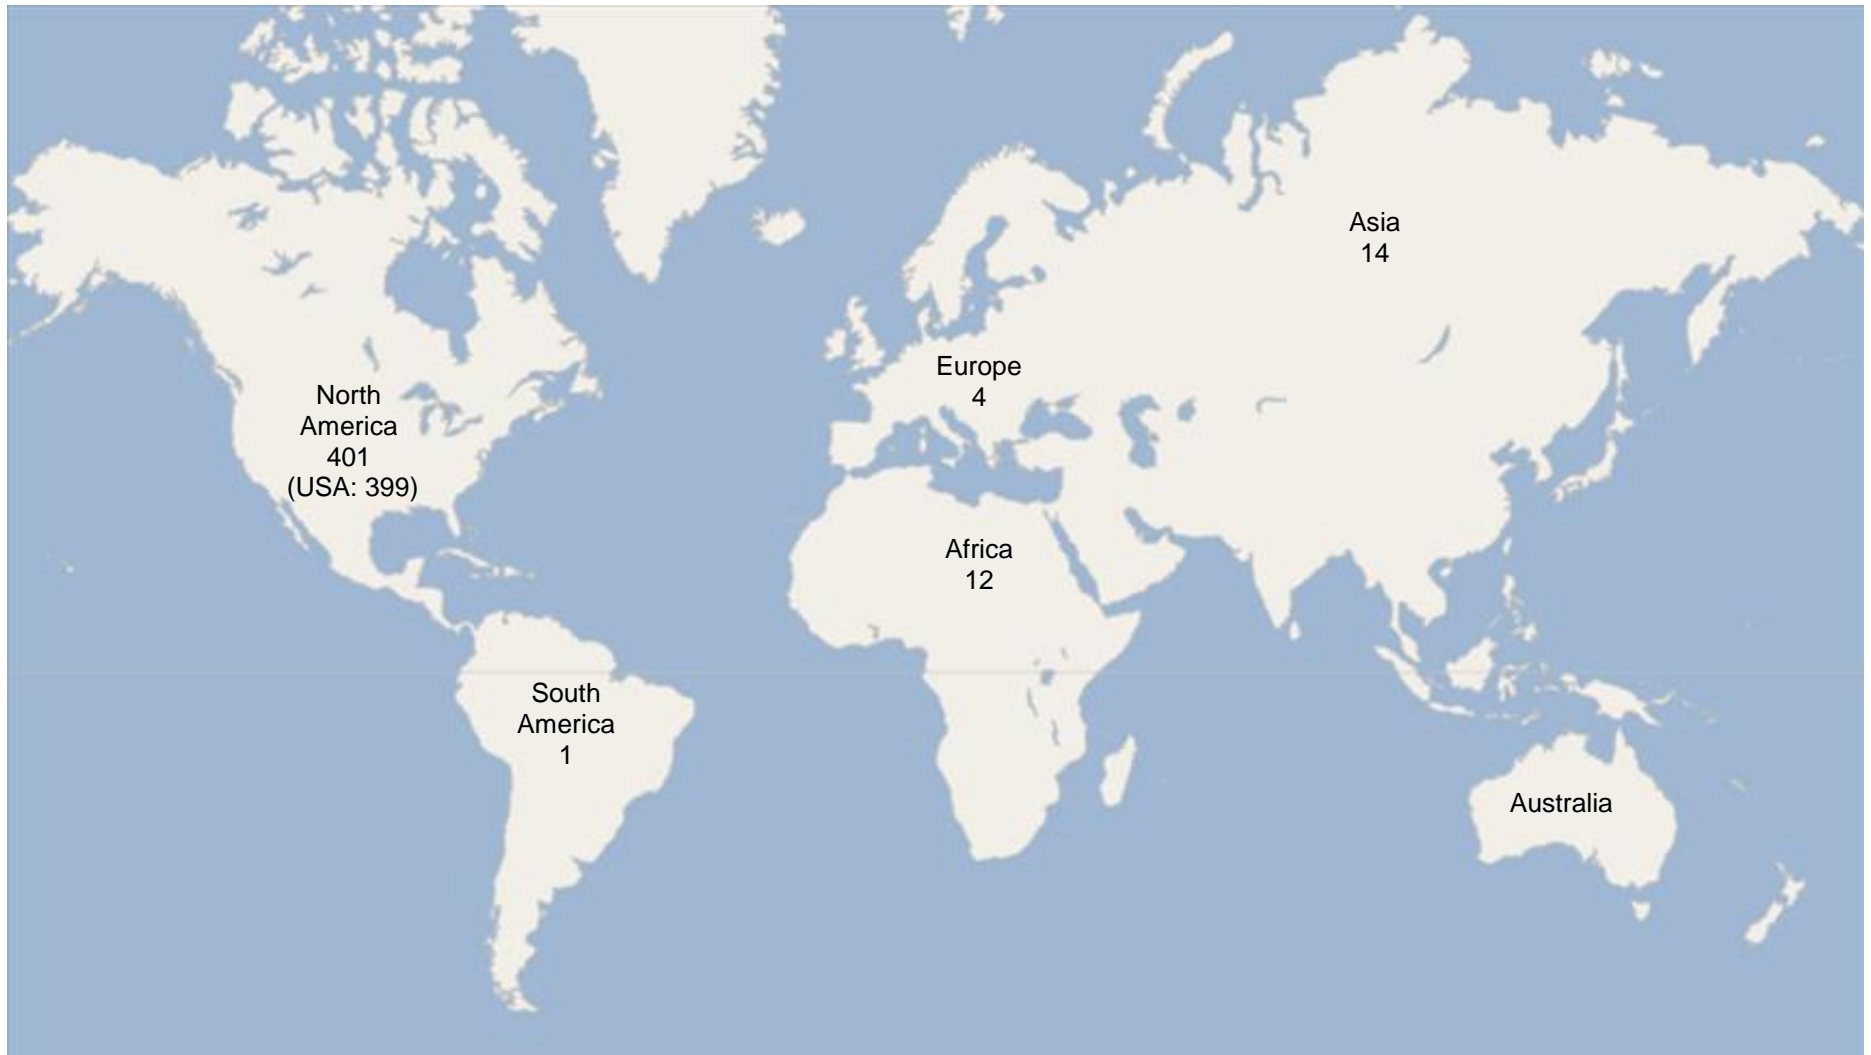 Asia
14
Europe
4
North
America
401
(USA: 399)
Africa
12
South
America
1
Australia